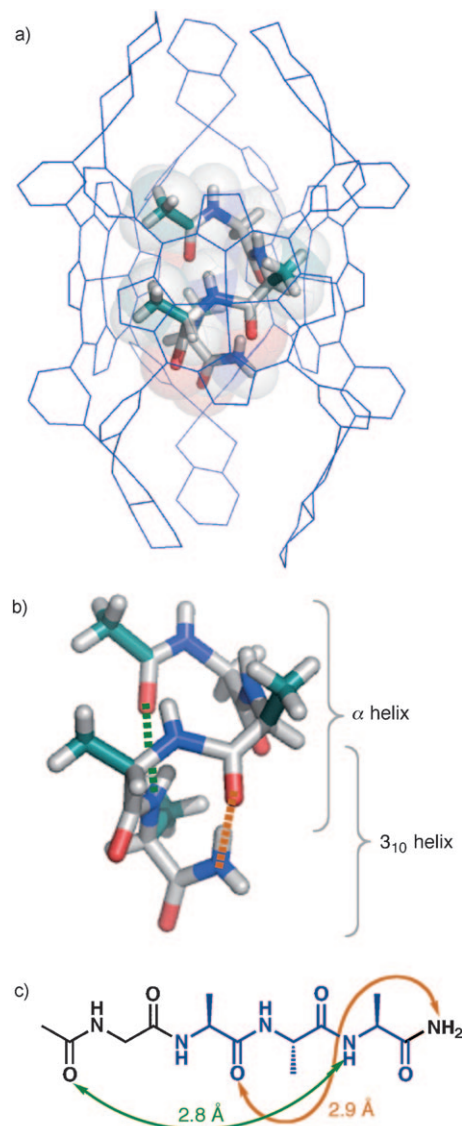 a)
b)
α helix
3₁₀ helix
c)
O
H
N
O
N
H
O
H
N
O
N
H
O
NH₂
2.8 Å
2.9 Å